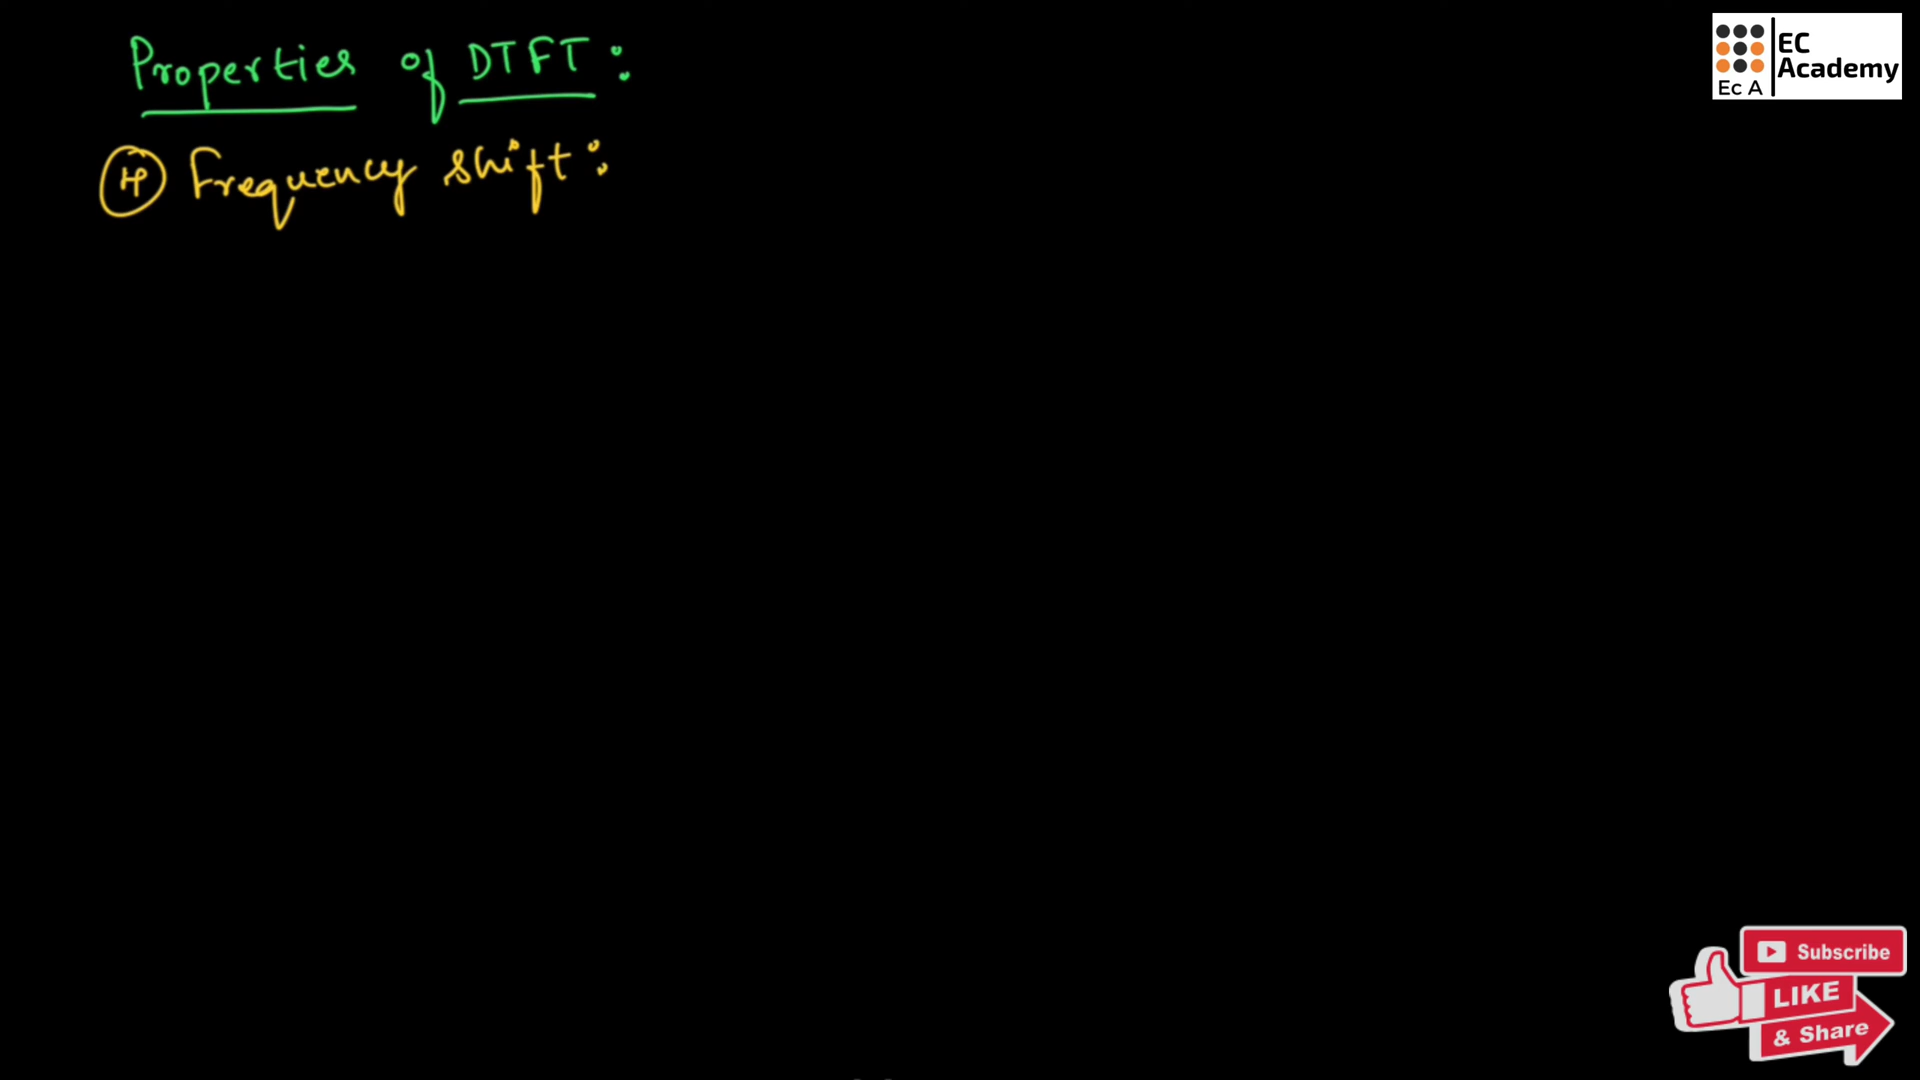 Properties of DTFT :
④ Frequency shift :
EC
Academy
Ec A
Subscribe
LIKE
& Share